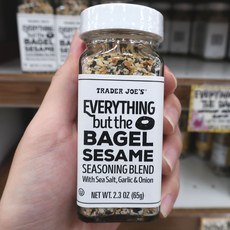 TRADER JOE'S
EVERYTHING
but the
BAGEL
SESAME
SEASONING BLEND
With Sea Salt, Garlic & Onion
NET WT. 2.3 OZ (65g)
EVERYTHING